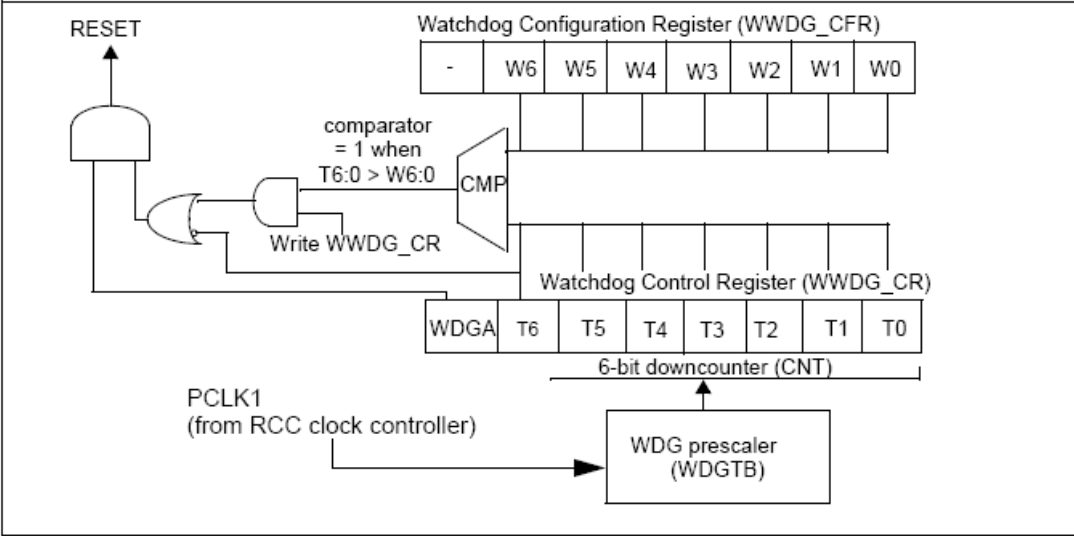 RESET
Watchdog Configuration Register (WWDG_CFR)
- W6 W5 W4 W3 W2 W1 W0
comparator
= 1 when
T6:0 > W6:0
CMP
Write WWDG_CR
Watchdog Control Register (WWDG_CR)
WDGA T6 T5 T4 T3 T2 T1 T0
6-bit downcounter (CNT)
PCLK1
(from RCC clock controller)
WDG prescaler
(WDGTB)